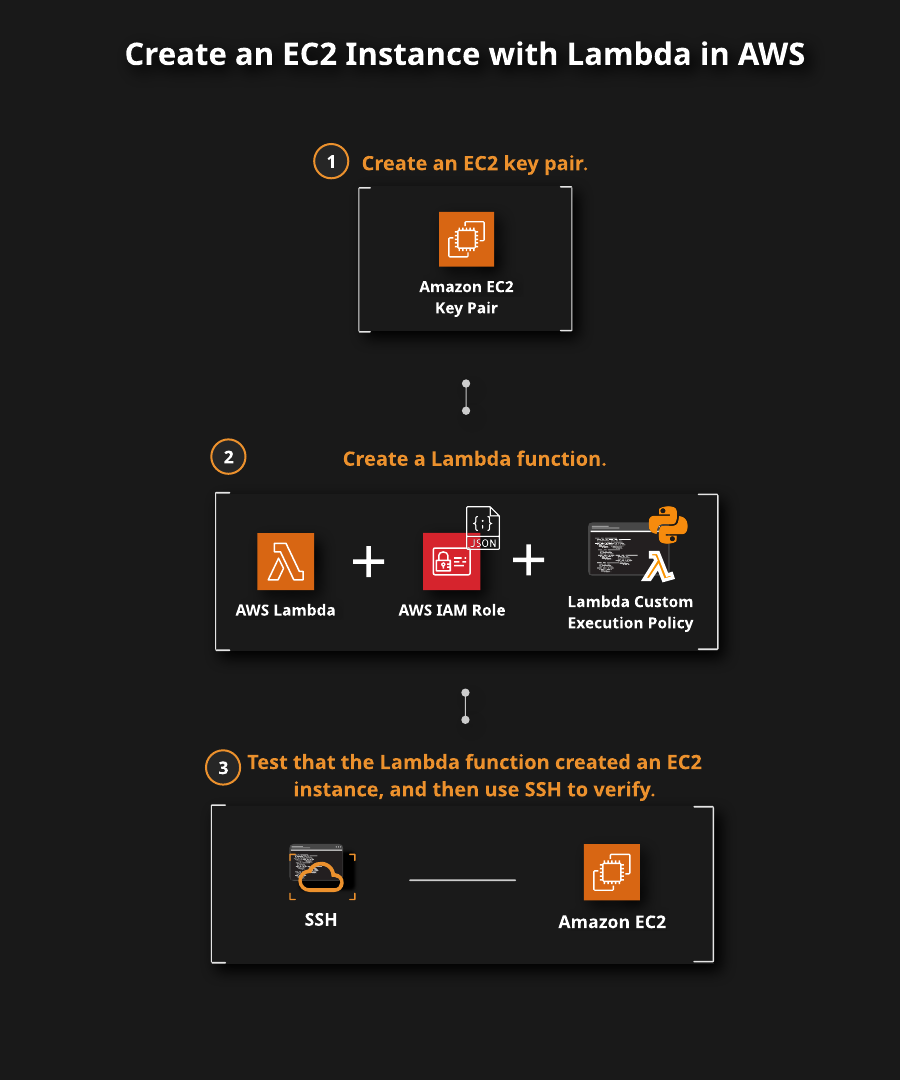 Create an EC2 Instance with Lambda in AWS
1
Create an EC2 key pair.
Amazon EC2
Key Pair
2
Create a Lambda function.
JSON
AWS Lambda
AWS IAM Role
Lambda Custom
Execution Policy
3
Test that the Lambda function created an EC2
instance, and then use SSH to verify.
SSH
Amazon EC2